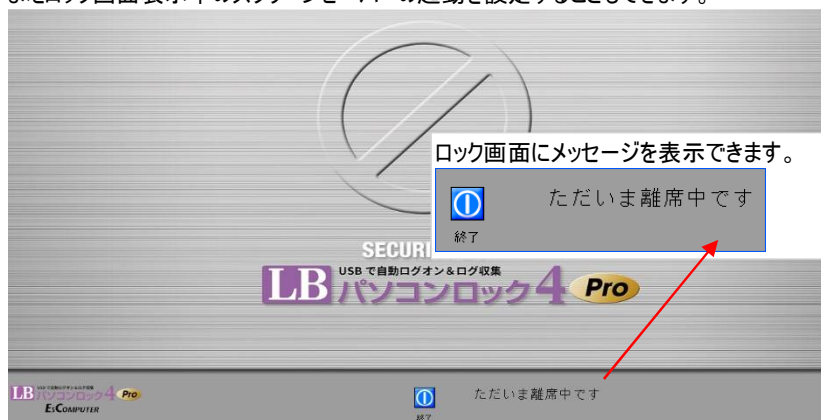 ロック画面にメッセージを表示できます。
ただいま離席中です
終了
SECURI
USB で自動ログオン&ログ収集
LB パソコンロック4 Pro
LB パソコンロック4 Pro
ESCOMPUTER
ただいま離席中です
終了